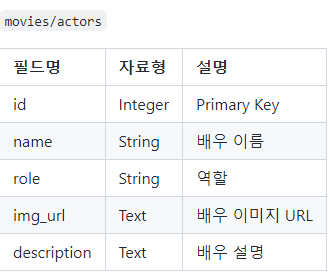 movies/actors
필드명 자료형 설명
id Integer Primary Key
name String 배우 이름
role String 역할
img_url Text 배우 이미지 URL
description Text 배우 설명